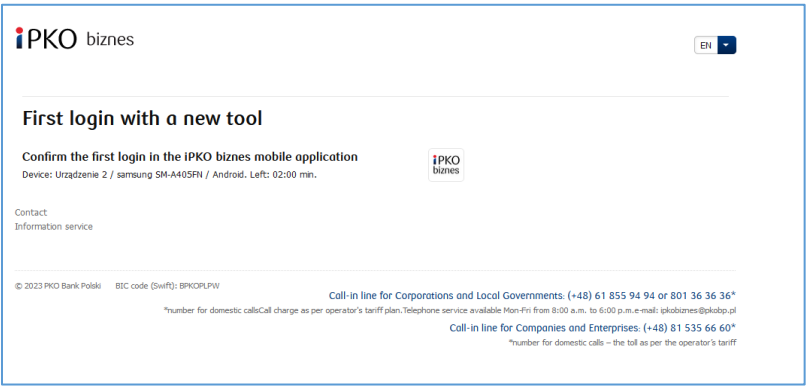 iPKO biznes
EN
First login with a new tool
Confirm the first login in the iPKO biznes mobile application
Device: Urządzenie 2 / samsung SM-A405FN / Android. Left: 02:00 min.
iPKO
biznes
Contact
Information service
© 2023 PKO Bank Polski BIC code (Swift): BPKOPLPW
Call-in line for Corporations and Local Governments: (+48) 61 855 94 94 or 801 36 36 36*
*number for domestic callsCall charge as per operator's tariff plan.Telephone service available Mon-Fri from 8:00 a.m. to 6:00 p.m.e-mail: ipkobiznes@pkobp.pl
Call-in line for Companies and Enterprises: (+48) 81 535 66 60*
*number for domestic calls – the toll as per the operator's tariff